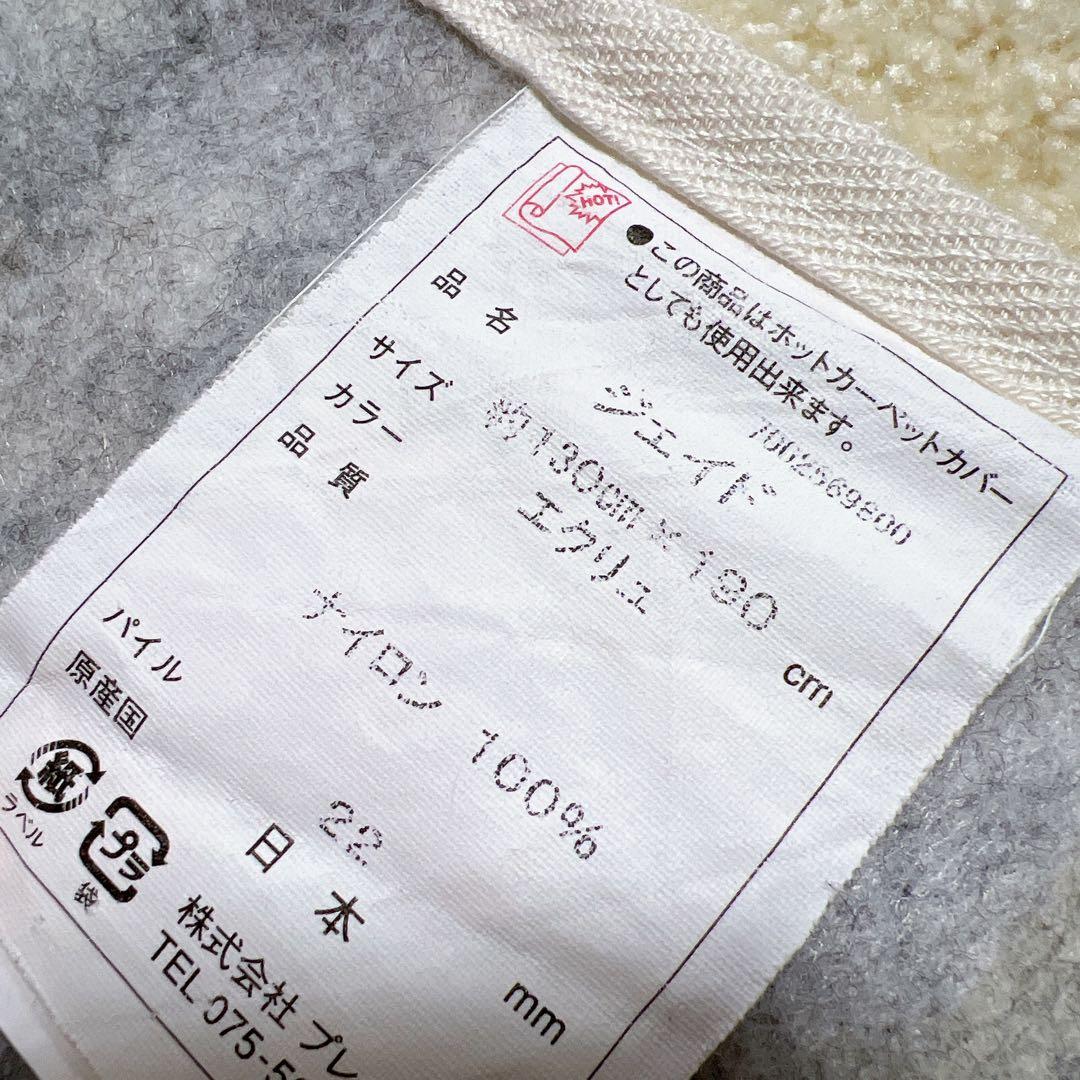 HOT!
●この商品はホットカーペットカバー
としても使用出来ます。
7002569800
品名 ジェイド
サイズ 約130cm×190 cm
カラー エクリュ
品質
ナイロン 100%
パイル 22 mm
原産国 日本
紙
ラベル
プラ
袋
株式会社 プレ
TEL 075-5